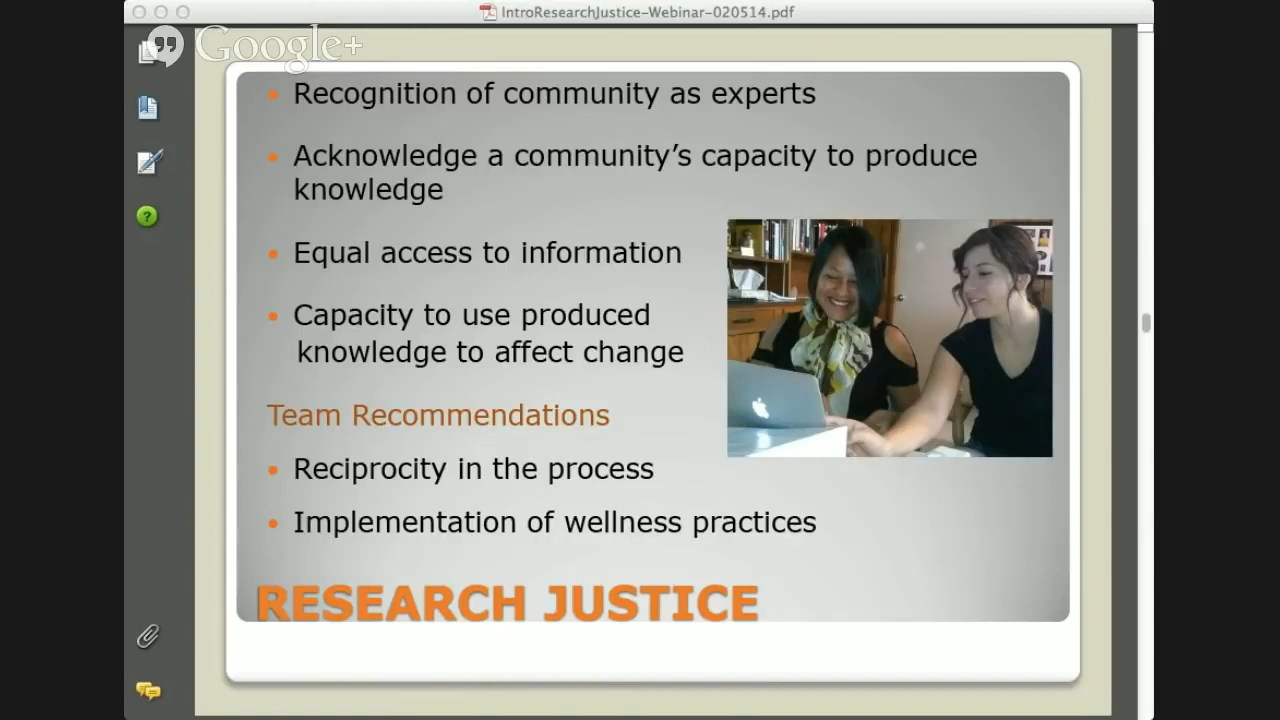 IntroResearchJustice-Webinar-020514.pdf
Google+
Recognition of community as experts
Acknowledge a community’s capacity to produce
knowledge
Equal access to information
Capacity to use produced
knowledge to affect change
Team Recommendations
Reciprocity in the process
Implementation of wellness practices
RESEARCH JUSTICE